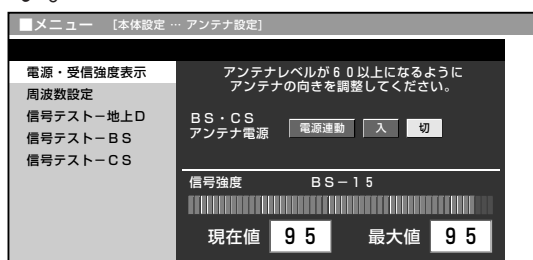 ■メニュー [本体設定 … アンテナ設定]
電源・受信強度表示
周波数設定
信号テストー地上D
信号テストーBS
信号テストーCS
アンテナレベルが60以上になるように
アンテナの向きを調整してください。
BS・CS
アンテナ電源 電源連動 入 切
信号強度 BS－15
現在値 95 最大値 95